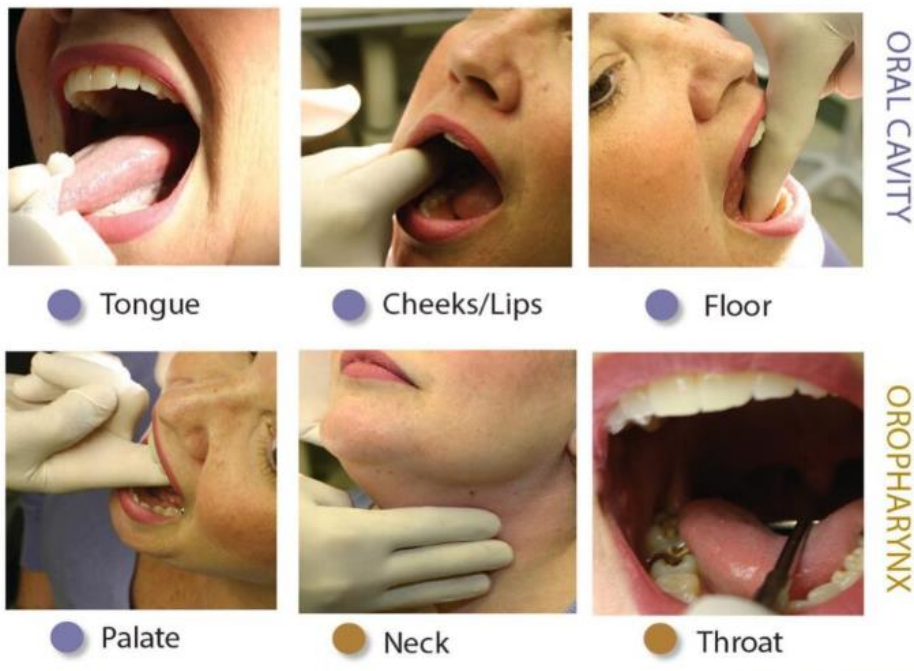 Tongue
Cheeks/Lips
Floor
ORAL CAVITY
Palate
Neck
Throat
OROPHARYNX